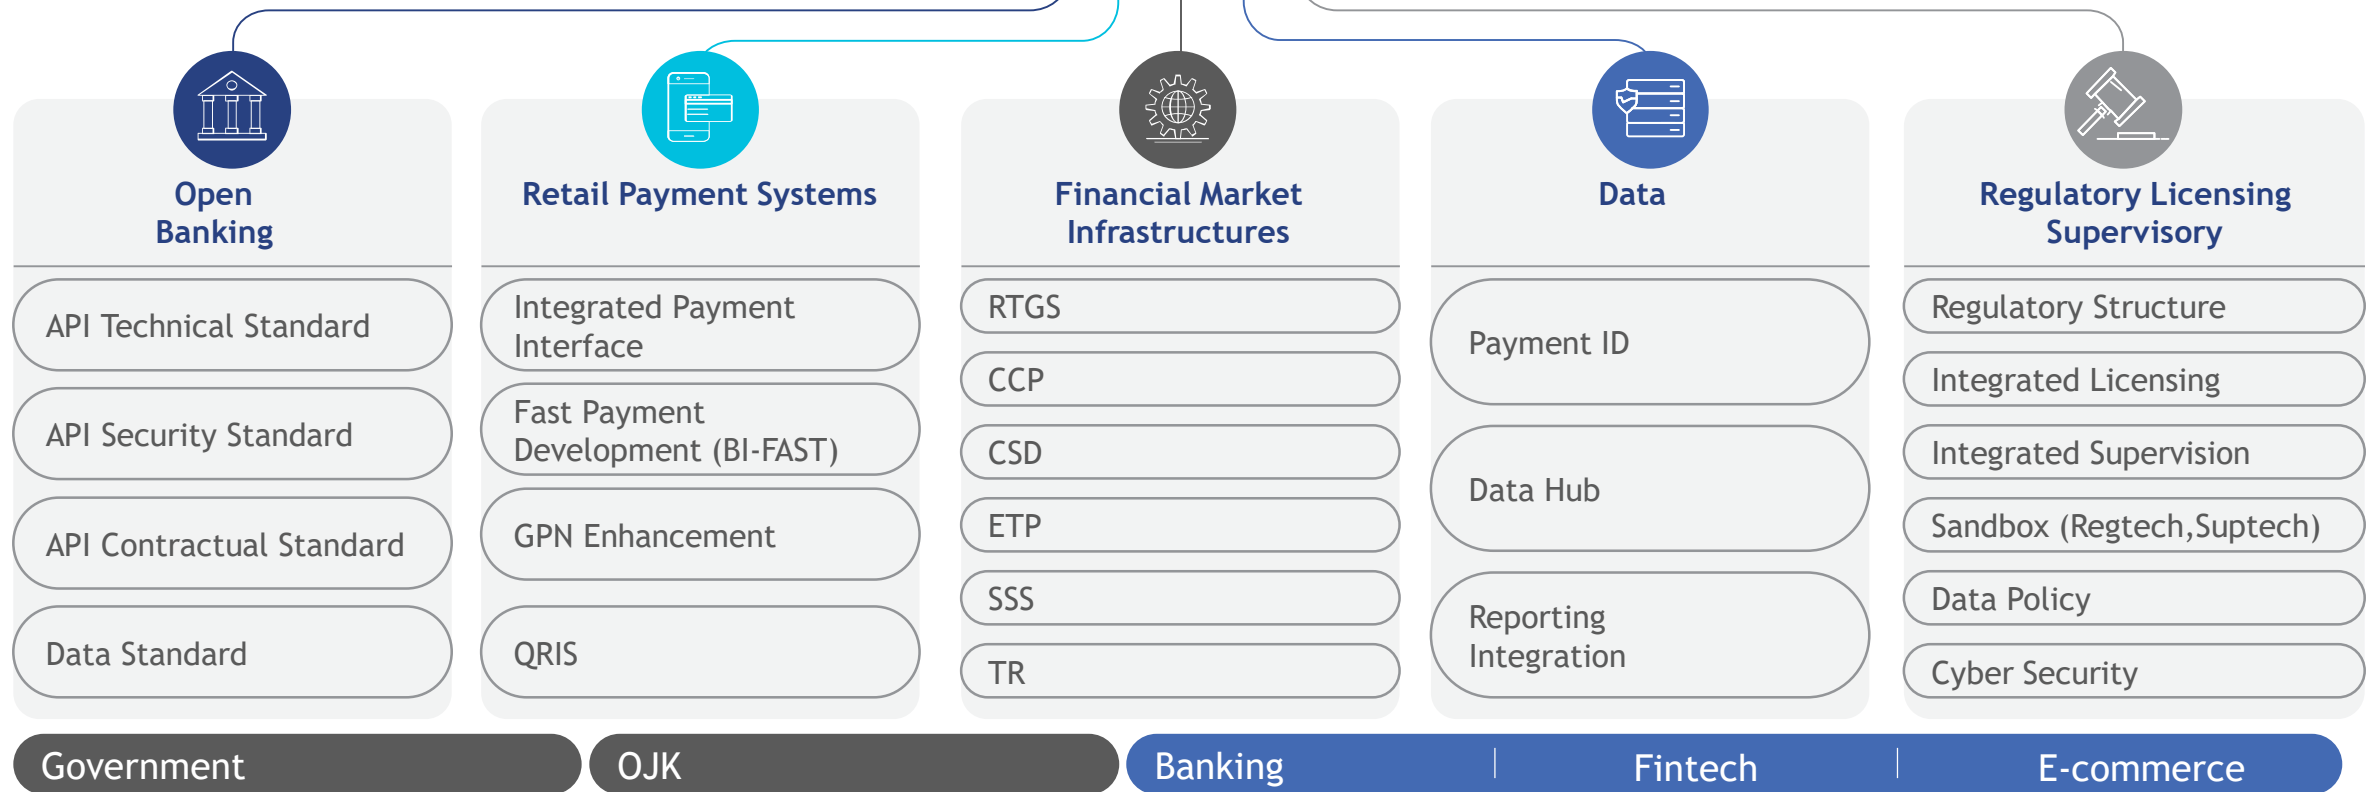 Open
Banking
API Technical Standard
API Security Standard
API Contractual Standard
Data Standard
Retail Payment Systems
Integrated Payment
Interface
Fast Payment
Development (BI-FAST)
GPN Enhancement
QRIS
Financial Market
Infrastructures
RTGS
CCP
CSD
ETP
SSS
TR
Data
Payment ID
Data Hub
Reporting
Integration
Regulatory Licensing
Supervisory
Regulatory Structure
Integrated Licensing
Integrated Supervision
Sandbox (Regtech,Suptech)
Data Policy
Cyber Security
Government
OJK
Banking
Fintech
E-commerce